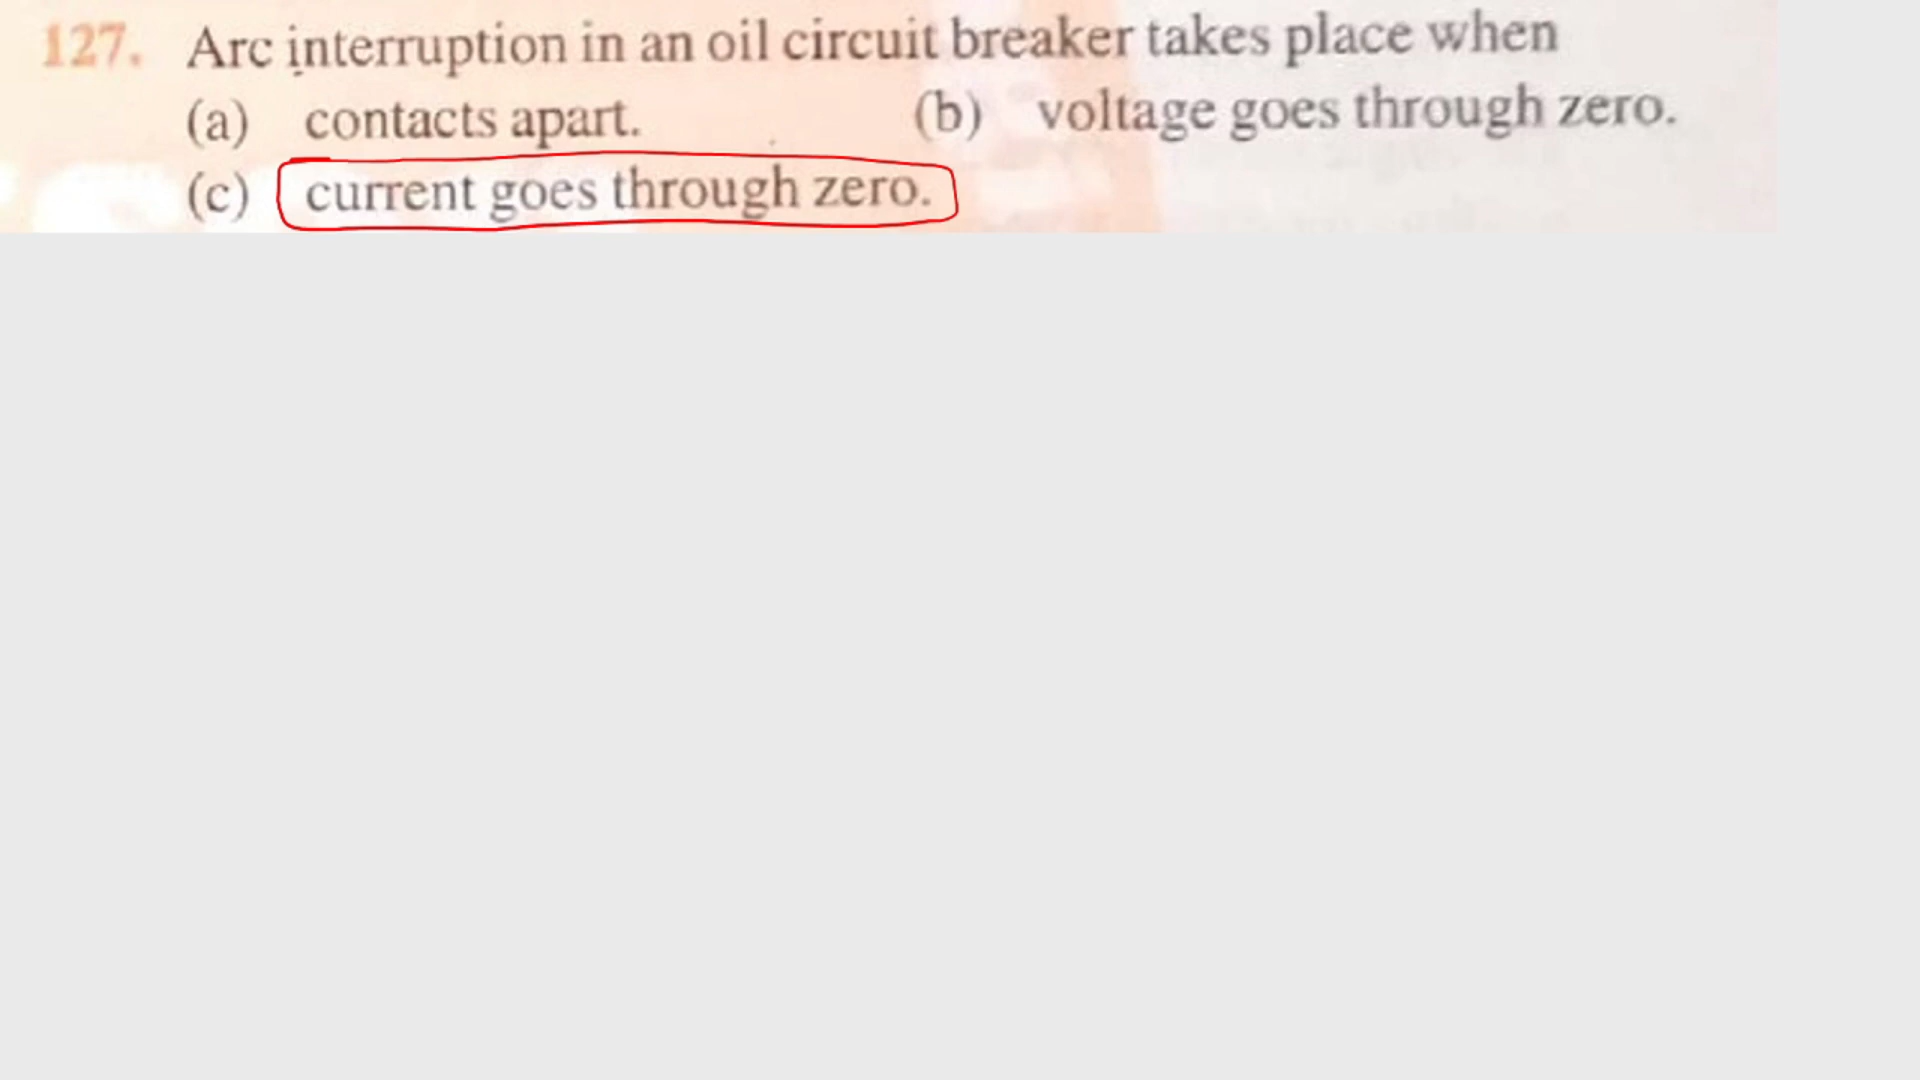 127. Arc interruption in an oil circuit breaker takes place when
(a) contacts apart. (b) voltage goes through zero.
(c) current goes through zero.